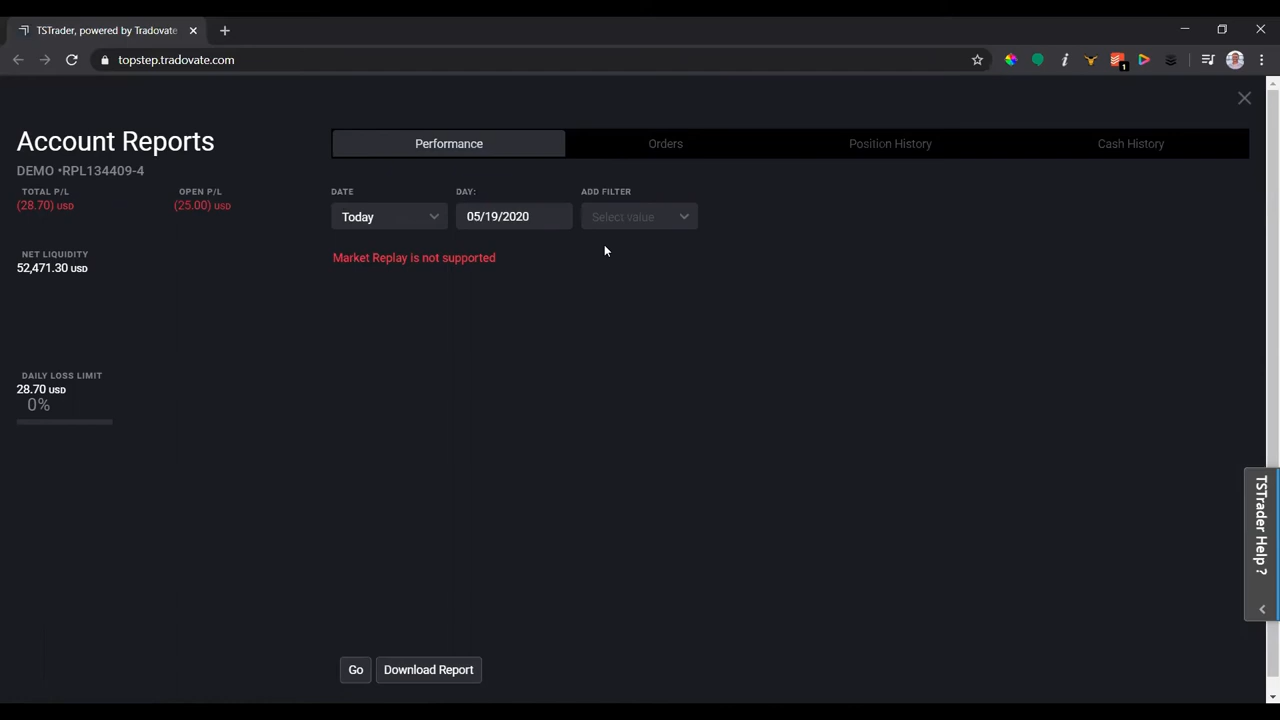 TSTrader, powered by Tradovate
topstep.tradovate.com
1
Account Reports
DEMO •RPL134409-4
TOTAL P/L
OPEN P/L
(28.70) USD
(25.00) USD
NET LIQUIDITY
52,471.30 USD
DAILY LOSS LIMIT
28.70 USD
0%
Performance
Orders
Position History
Cash History
DATE
DAY:
ADD FILTER
Today
05/19/2020
Select value
Market Replay is not supported
Go
Download Report
TSTrader Help ?